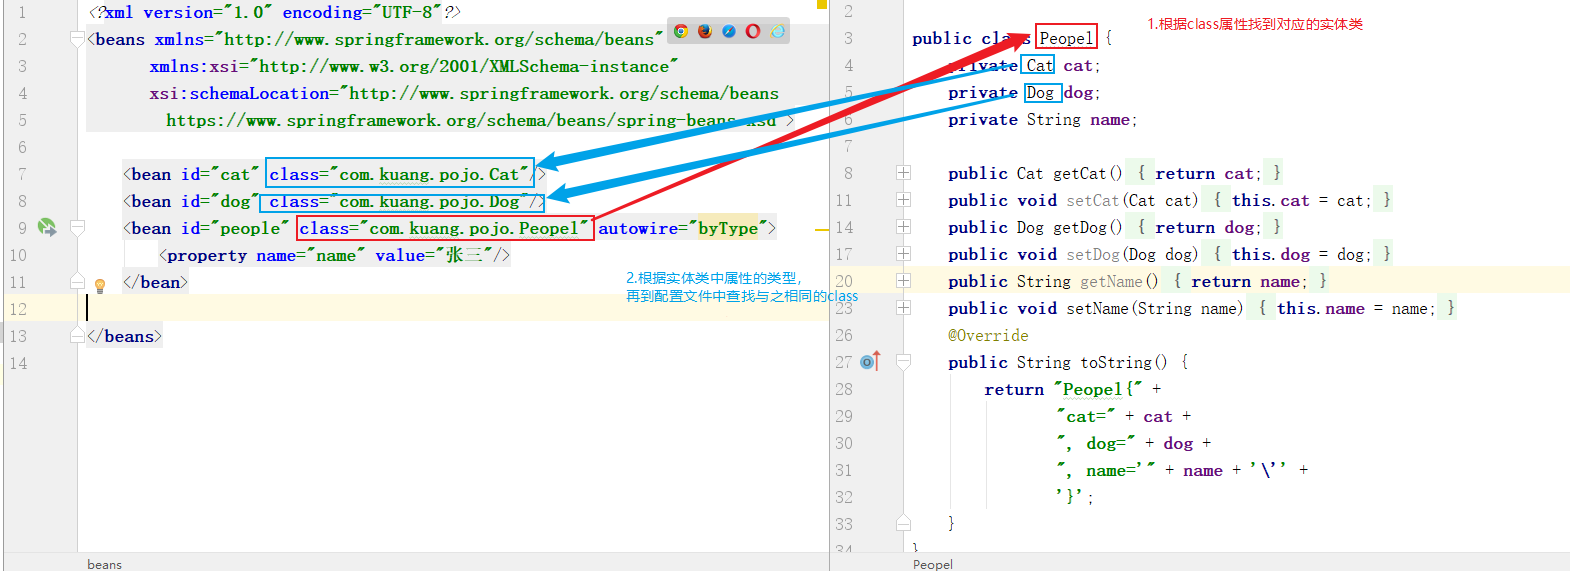 1 <?xml version="1.0" encoding="UTF-8"?>
2 <beans xmlns="http://www.springframework.org/schema/beans"
3 xmlns:xsi="http://www.w3.org/2001/XMLSchema-instance"
4 xsi:schemaLocation="http://www.springframework.org/schema/beans
5 https://www.springframework.org/schema/beans/spring-beans.xsd">
6
7 <bean id="cat" class="com.kuang.pojo.Cat"/>
8 <bean id="dog" class="com.kuang.pojo.Dog"/>
9 <bean id="people" class="com.kuang.pojo.Peopel" autowire="byType">
10 <property name="name" value="张三"/>
11 </bean>
12
13 </beans>
14
2.根据实体类中属性的类型,
再到配置文件中查找与之相同的class
beans
1.根据class属性找到对应的实体类
2
3 public class Peopel {
4 private Cat cat;
5 private Dog dog;
6 private String name;
8 public Cat getCat() { return cat; }
11 public void setCat(Cat cat) { this.cat = cat; }
14 public Dog getDog() { return dog; }
17 public void setDog(Dog dog) { this.dog = dog; }
20 public String getName() { return name; }
23 public void setName(String name) { this.name = name; }
26 @Override
27 public String toString() {
28 return "Peopel{" +
29 "cat=" + cat +
30 ", dog=" + dog +
31 ", name='" + name + '\'' +
32 '}';
33 }
34 }
Peopel